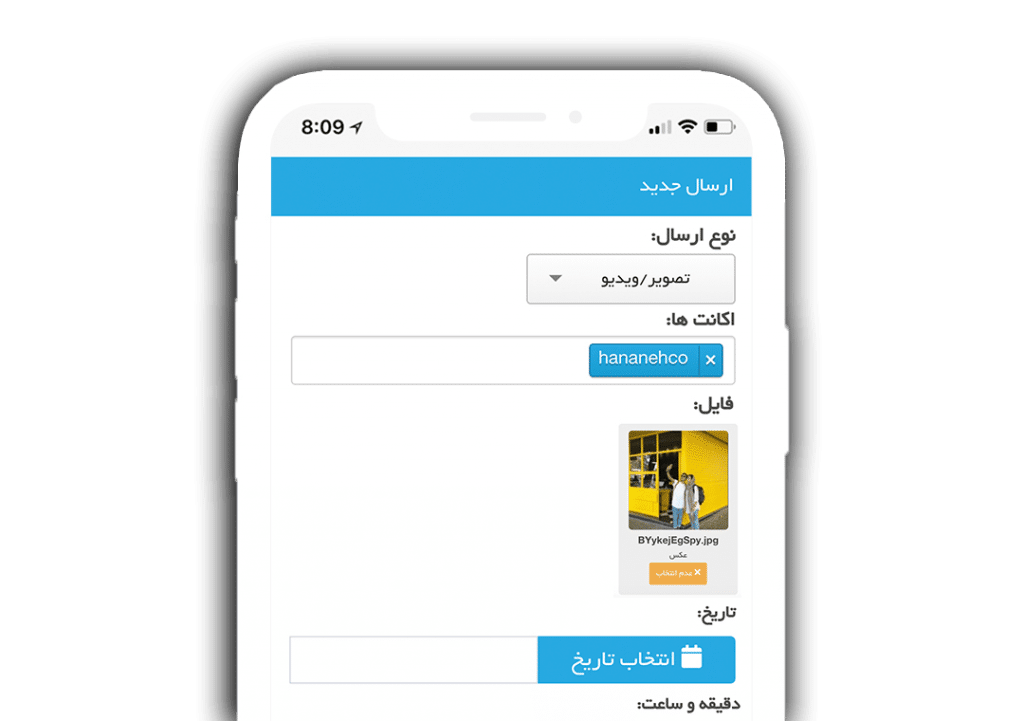 8:09
ارسال جدید
نوع ارسال:
تصویر/ویدیو
اکانت ها:
hananehco ×
فایل:
BYykejEgSpy.jpg
عکس
× عدم انتخاب
تاریخ:
انتخاب تاریخ
دقیقه و ساعت: